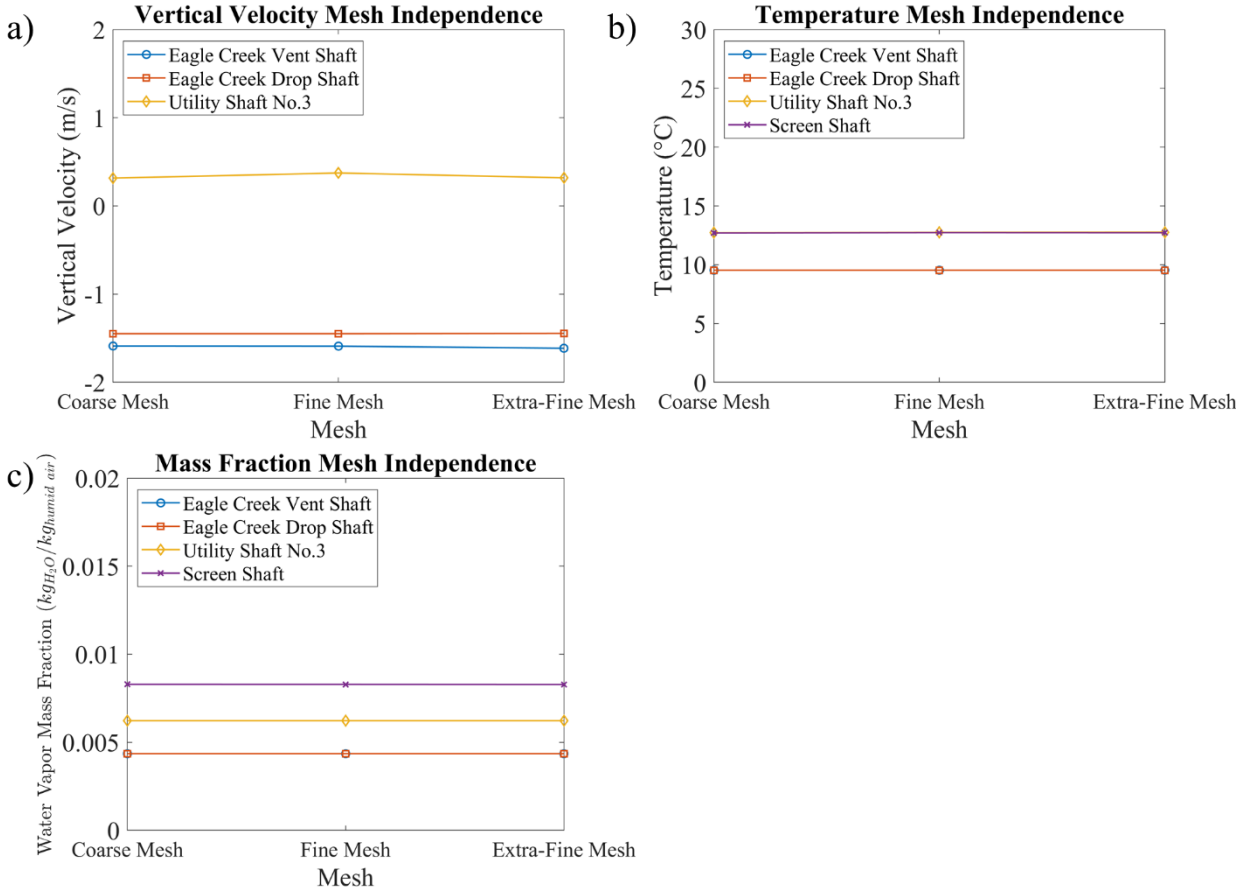 a)
Vertical Velocity Mesh Independence
2
1
0
-1
-2
Vertical Velocity (m/s)
Eagle Creek Vent Shaft
Eagle Creek Drop Shaft
Utility Shaft No.3
Coarse Mesh Fine Mesh Extra-Fine Mesh
Mesh
b)
Temperature Mesh Independence
30
25
20
15
10
5
0
Temperature (°C)
Eagle Creek Vent Shaft
Eagle Creek Drop Shaft
Utility Shaft No.3
Screen Shaft
Coarse Mesh Fine Mesh Extra-Fine Mesh
Mesh
c)
Mass Fraction Mesh Independence
0.02
0.015
0.01
0.005
0
Water Vapor Mass Fraction (kg_{H_2O}/kg_{humid air})
Eagle Creek Vent Shaft
Eagle Creek Drop Shaft
Utility Shaft No.3
Screen Shaft
Coarse Mesh Fine Mesh Extra-Fine Mesh
Mesh